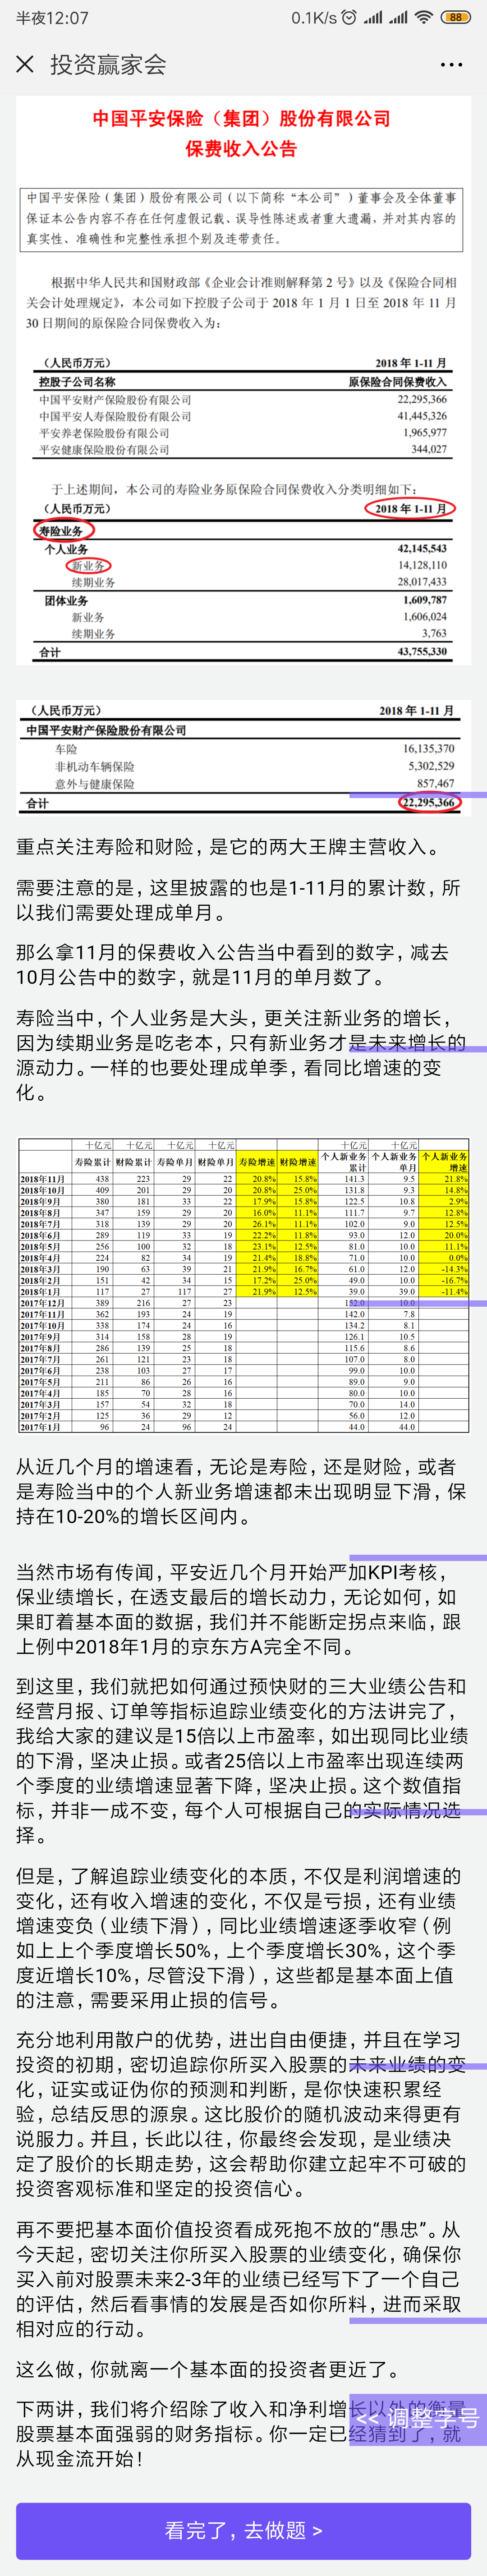 半夜12:07
0.1K/s
88
投资赢家会
中国平安保险（集团）股份有限公司
保费收入公告
中国平安保险（集团）股份有限公司（以下简称“本公司”）董事会及全体董事
保证本公告内容不存在任何虚假记载、误导性陈述或者重大遗漏，并对其内容的
真实性、准确性和完整性承担个别及连带责任。
根据中华人民共和国财政部《企业会计准则解释第 2 号》以及《保险合同相
关会计处理规定》，本公司如下控股子公司于 2018 年 1 月 1 日至 2018 年 11 月
30 日期间的原保险合同保费收入为：
（人民币万元） 2018 年 1-11 月
控股子公司名称 原保险合同保费收入
中国平安财产保险股份有限公司 22,295,366
中国平安人寿保险股份有限公司 41,445,326
平安养老保险股份有限公司 1,965,977
平安健康保险股份有限公司 344,027
于上述期间，本公司的寿险业务原保险合同保费收入分类明细如下：
（人民币万元） 2018 年 1-11 月
寿险业务
个人业务 42,145,543
新业务 14,128,110
续期业务 28,017,433
团体业务 1,609,787
新业务 1,606,024
续期业务 3,763
合计 43,755,330
（人民币万元） 2018 年 1-11 月
中国平安财产保险股份有限公司
车险 16,135,370
非机动车辆保险 5,302,529
意外与健康保险 857,467
合计 22,295,366
重点关注寿险和财险，是它的两大王牌主营收入。
需要注意的是，这里披露的也是1-11月的累计数，所
以我们需要处理成单月。
那么拿11月的保费收入公告当中看到的数字，减去
10月公告中的数字，就是11月的单月数了。
寿险当中，个人业务是大头，更关注新业务的增长，
因为续期业务是吃老本，只有新业务才是未来增长的
源动力。一样的也要处理成单季，看同比增速的变
化。
十亿元 十亿元 十亿元 十亿元 十亿元 十亿元
寿险累计 财险累计 寿险单月 财险单月 寿险增速 财险增速 个人新业务累计 个人新业务单月 个人新业务增速
2018年11月 438 223 29 22 20.8% 15.8% 141.3 9.5 21.8%
2018年10月 409 201 29 20 20.8% 25.0% 131.8 9.3 14.8%
2018年9月 380 181 33 22 17.9% 15.8% 122.5 10.8 2.9%
2018年8月 347 159 29 20 16.0% 11.1% 111.7 9.7 12.8%
2018年7月 318 139 29 20 26.1% 11.1% 102.0 9.0 12.5%
2018年6月 289 119 33 19 22.2% 11.8% 93.0 12.0 20.0%
2018年5月 256 100 32 18 23.1% 12.5% 81.0 10.0 11.1%
2018年4月 224 82 34 19 21.4% 18.8% 71.0 10.0 0.0%
2018年3月 190 63 39 21 21.9% 16.7% 61.0 12.0 -14.3%
2018年2月 151 42 34 15 17.2% 25.0% 49.0 10.0 -16.7%
2018年1月 117 27 117 27 21.9% 12.5% 39.0 39.0 -11.4%
2017年12月 389 216 27 23 152.0 10.0
2017年11月 362 193 24 19 142.0 7.8
2017年10月 338 174 24 16 134.2 8.1
2017年9月 314 158 28 19 126.1 10.5
2017年8月 286 139 25 18 115.6 8.6
2017年7月 261 121 23 18 107.0 8.0
2017年6月 238 103 27 17 99.0 10.0
2017年5月 211 86 26 16 89.0 9.0
2017年4月 185 70 28 16 80.0 10.0
2017年3月 157 54 32 18 70.0 14.0
2017年2月 125 36 29 12 56.0 12.0
2017年1月 96 24 96 24 44.0 44.0
从近几个月的增速看，无论是寿险，还是财险，或者
是寿险当中的个人新业务增速都未出现明显下滑，保
持在10-20%的增长区间内。
当然市场有传闻，平安近几个月开始严加KPI考核，
保业绩增长，在透支最后的增长动力，无论如何，如
果盯着基本面的数据，我们并不能断定拐点来临，跟
上例中2018年1月的京东方A完全不同。
到这里，我们就把如何通过预快财的三大业绩公告和
经营月报、订单等指标追踪业绩变化的方法讲完了，
我给大家的建议是15倍以上市盈率，如出现同比业绩
的下滑，坚决止损。或者25倍以上市盈率出现连续两
个季度的业绩增速显著下降，坚决止损。这个数值指
标，并非一成不变，每个人可根据自己的实际情况选
择。
但是，了解追踪业绩变化的本质，不仅是利润增速的
变化，还有收入增速的变化，不仅是亏损，还有业绩
增速变负（业绩下滑），同比业绩增速逐季收窄（例
如上上个季度增长50%，上个季度增长30%，这个季
度近增长10%，尽管没下滑），这些都是基本面上值
的注意，需要采用止损的信号。
充分地利用散户的优势，进出自由便捷，并且在学习
投资的初期，密切追踪你所买入股票的未来业绩的变
化，证实或证伪你的预测和判断，是你快速积累经
验，总结反思的源泉。这比股价的随机波动来得更有
说服力。并且，长此以往，你最终会发现，是业绩决
定了股价的长期走势，这会帮助你建立起牢不可破的
投资客观标准和坚定的投资信心。
再不要把基本面价值投资看成死抱不放的“愚忠”。从
今天起，密切关注你所买入股票的业绩变化，确保你
买入前对股票未来2-3年的业绩已经写下了一个自己
的评估，然后看事情的发展是否如你所料，进而采取
相对应的行动。
这么做，你就离一个基本面的投资者更近了。
下两讲，我们将介绍除了收入和净利增长以外的衡量
股票基本面强弱的财务指标。你一定已经猜到了，就
从现金流开始！
<< 调整字号
看完了，去做题 >